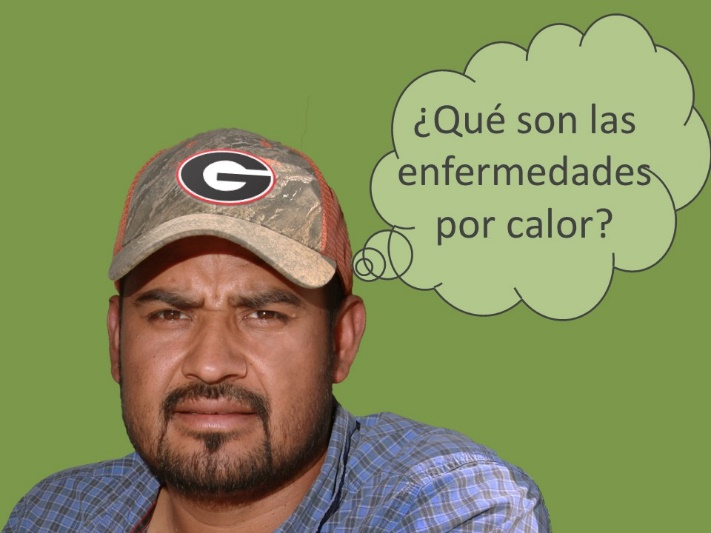 ¿Qué son las
enfermedades
por calor?
G